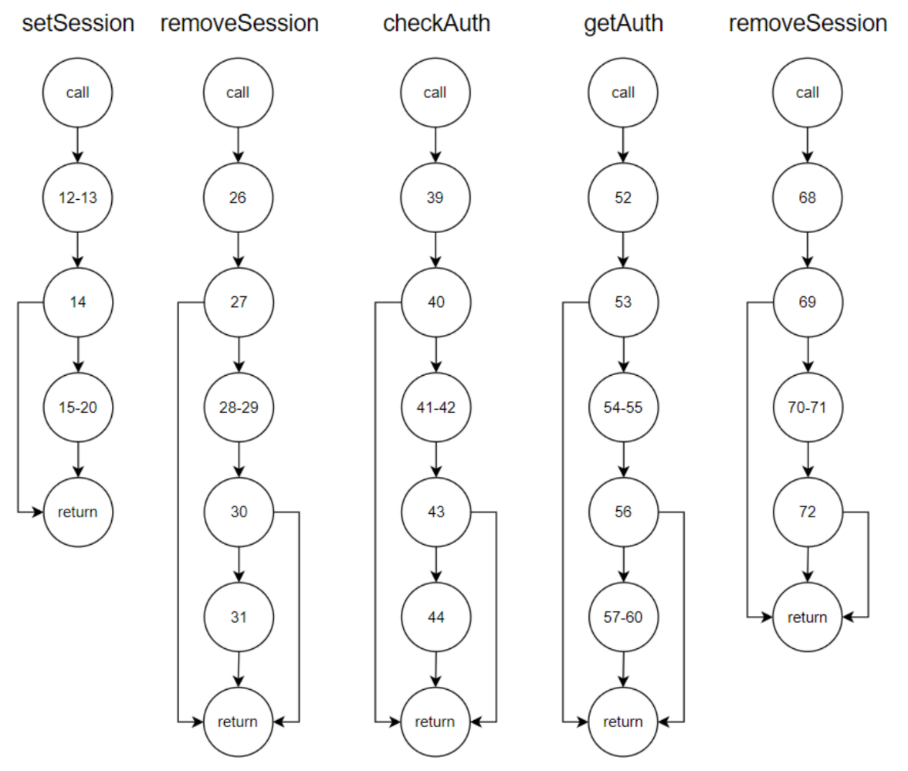 setSession removeSession checkAuth getAuth removeSession
call call call call call
12-13 26 39 52 68
14 27 40 53 69
15-20 28-29 41-42 54-55 70-71
return 30 43 56 72
31 44 57-60 return
return return return